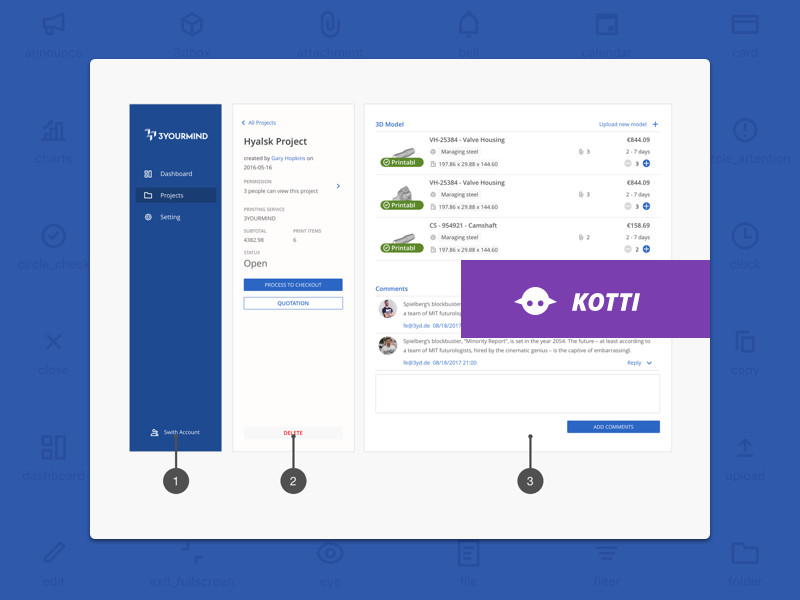 announce
3dbox
attachment
bell
calendar
card
charts
circle_attention
circle_check
clock
close
copy
dashboard
upload
edit
exit_fullscreen
eye
file
filter
folder
3YOURMIND
Dashboard
Projects
Setting
Swith Account
All Projects
Hyalsk Project
created by Gary Hopkins on
2016-05-16
PERMISSION
3 people can view this project
PRINTING SERVICE
3YOURMIND
SUBTOTAL PRINT ITEMS
4382.98 6
STATUS
Open
PROCESS TO CHECKOUT
QUOTATION
DELETE
3D Model Upload new model +
VH-25384 - Valve Housing €844.09
Maraging steel 3 2 - 7 days
Printabl 197.86 x 29.88 x 144.60 3
VH-25384 - Valve Housing €844.09
Maraging steel 3 2 - 7 days
Printabl 197.86 x 29.88 x 144.60 3
CS - 954921 - Camshaft €158.69
Maraging steel 2 2 - 7 days
Printabl 197.86 x 29.88 x 144.60 2
Comments
Spielberg's blockbuster
a team of MIT futurolog
fe@3yd.de 08/18/2017
KOTTI
Spielberg's blockbuster, "Minority Report", is set in the year 2054. The future – at least according to
a team of MIT futurologists, hired by the cinematic genius – is the captive of embarrassingl.
fe@3yd.de 08/18/2017 21:00 Reply
ADD COMMENTS
1
2
3